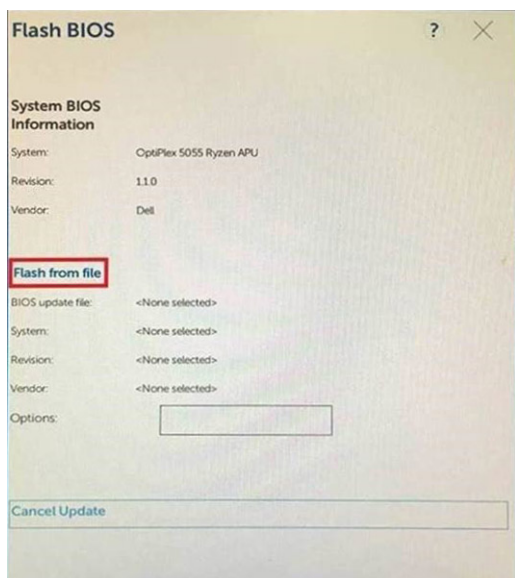 Flash BIOS ?
System BIOS
Information
System: OptiPlex 5055 Ryzen APU
Revision: 1.1.0
Vendor: Dell
Flash from file
BIOS update file: <None selected>
System: <None selected>
Revision: <None selected>
Vendor: <None selected>
Options:
Cancel Update